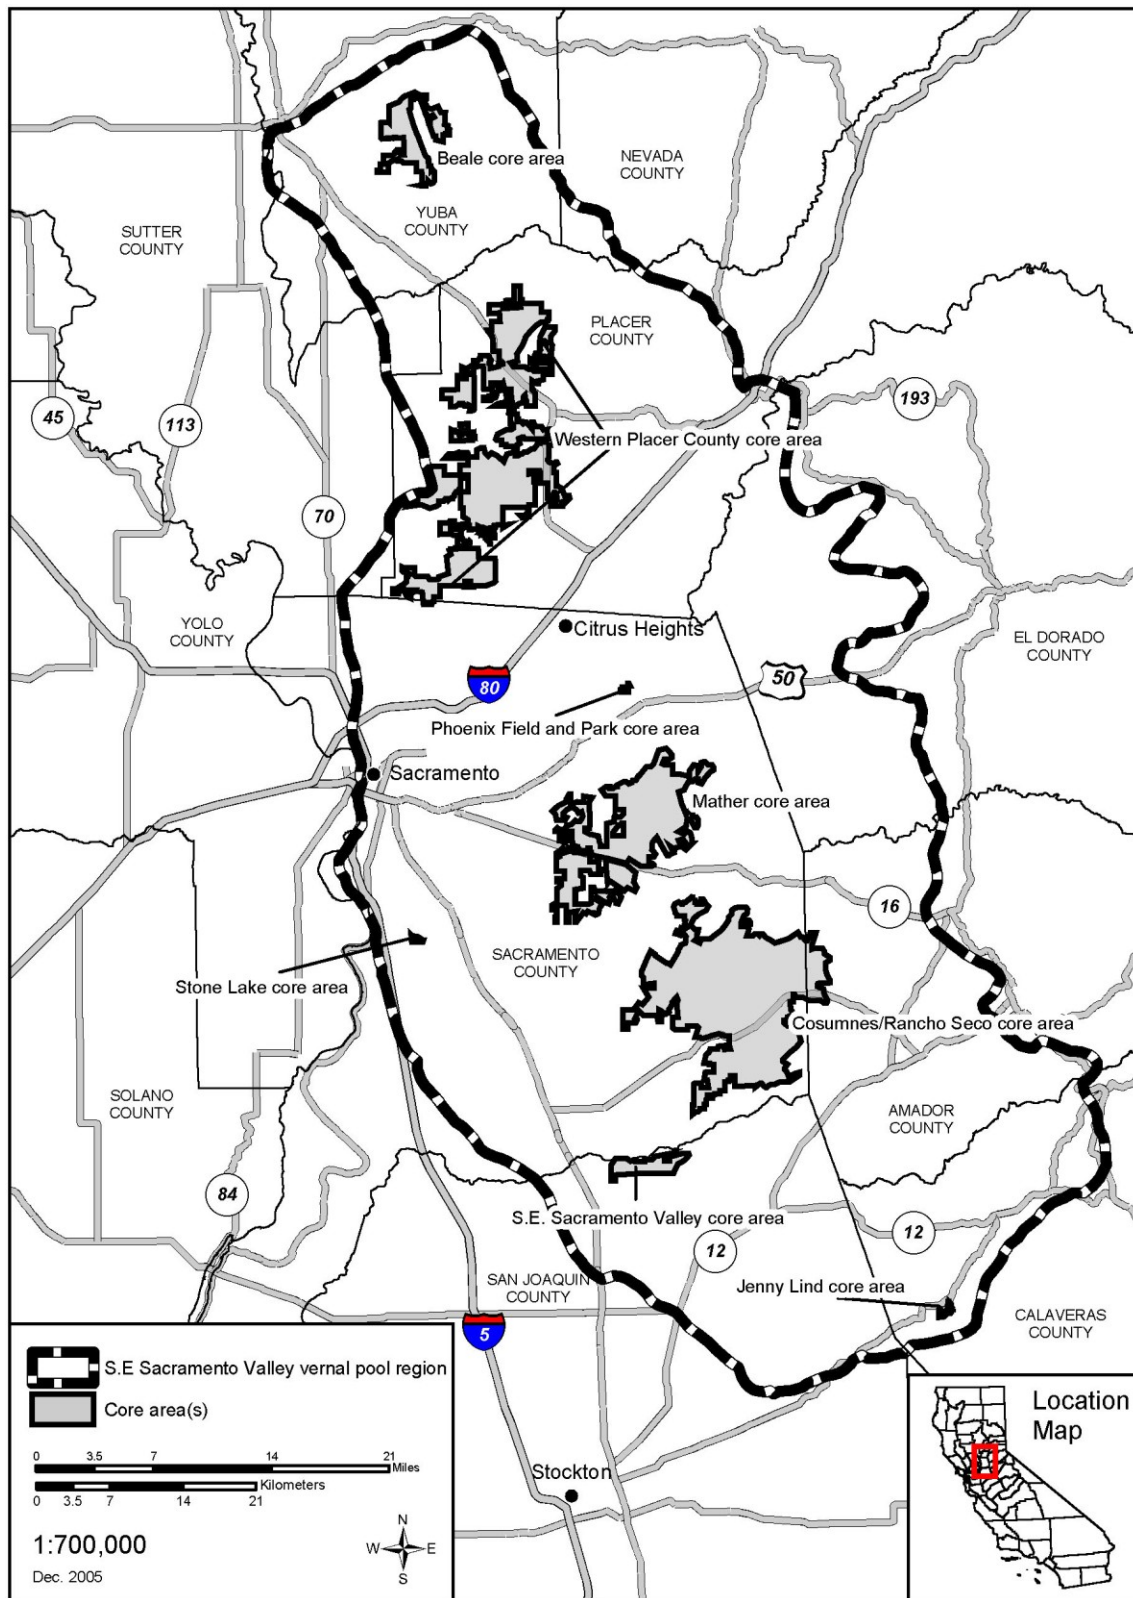 Beale core area
NEVADA
COUNTY
YUBA
COUNTY
SUTTER
COUNTY
PLACER
COUNTY
193
45
113
Western Placer County core area
70
YOLO
COUNTY
Citrus Heights
EL DORADO
COUNTY
80
50
Phoenix Field and Park core area
Sacramento
Mather core area
16
SACRAMENTO
COUNTY
Stone Lake core area
Cosumnes/Rancho Seco core area
SOLANO
COUNTY
AMADOR
COUNTY
84
S.E. Sacramento Valley core area
12
12
SAN JOAQUIN
COUNTY
Jenny Lind core area
CALAVERAS
COUNTY
5
S.E Sacramento Valley vernal pool region
Core area(s)
0 3.5 7 14 21
Miles
Kilometers
0 3.5 7 14 21
1:700,000
Dec. 2005
N
W E
S
Stockton
Location
Map